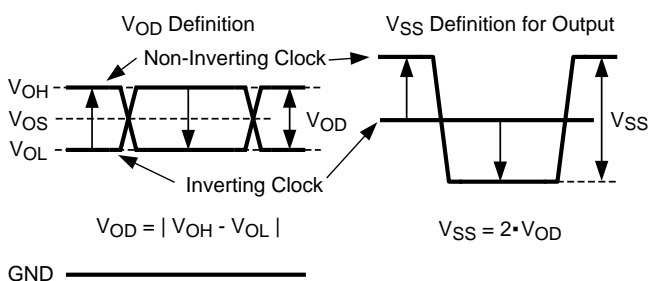 VOD Definition
VSS Definition for Output
Non-Inverting Clock
VOH
VOS
VOL
VOD
VSS
Inverting Clock
VOD = | VOH - VOL |
VSS = 2▪VOD
GND